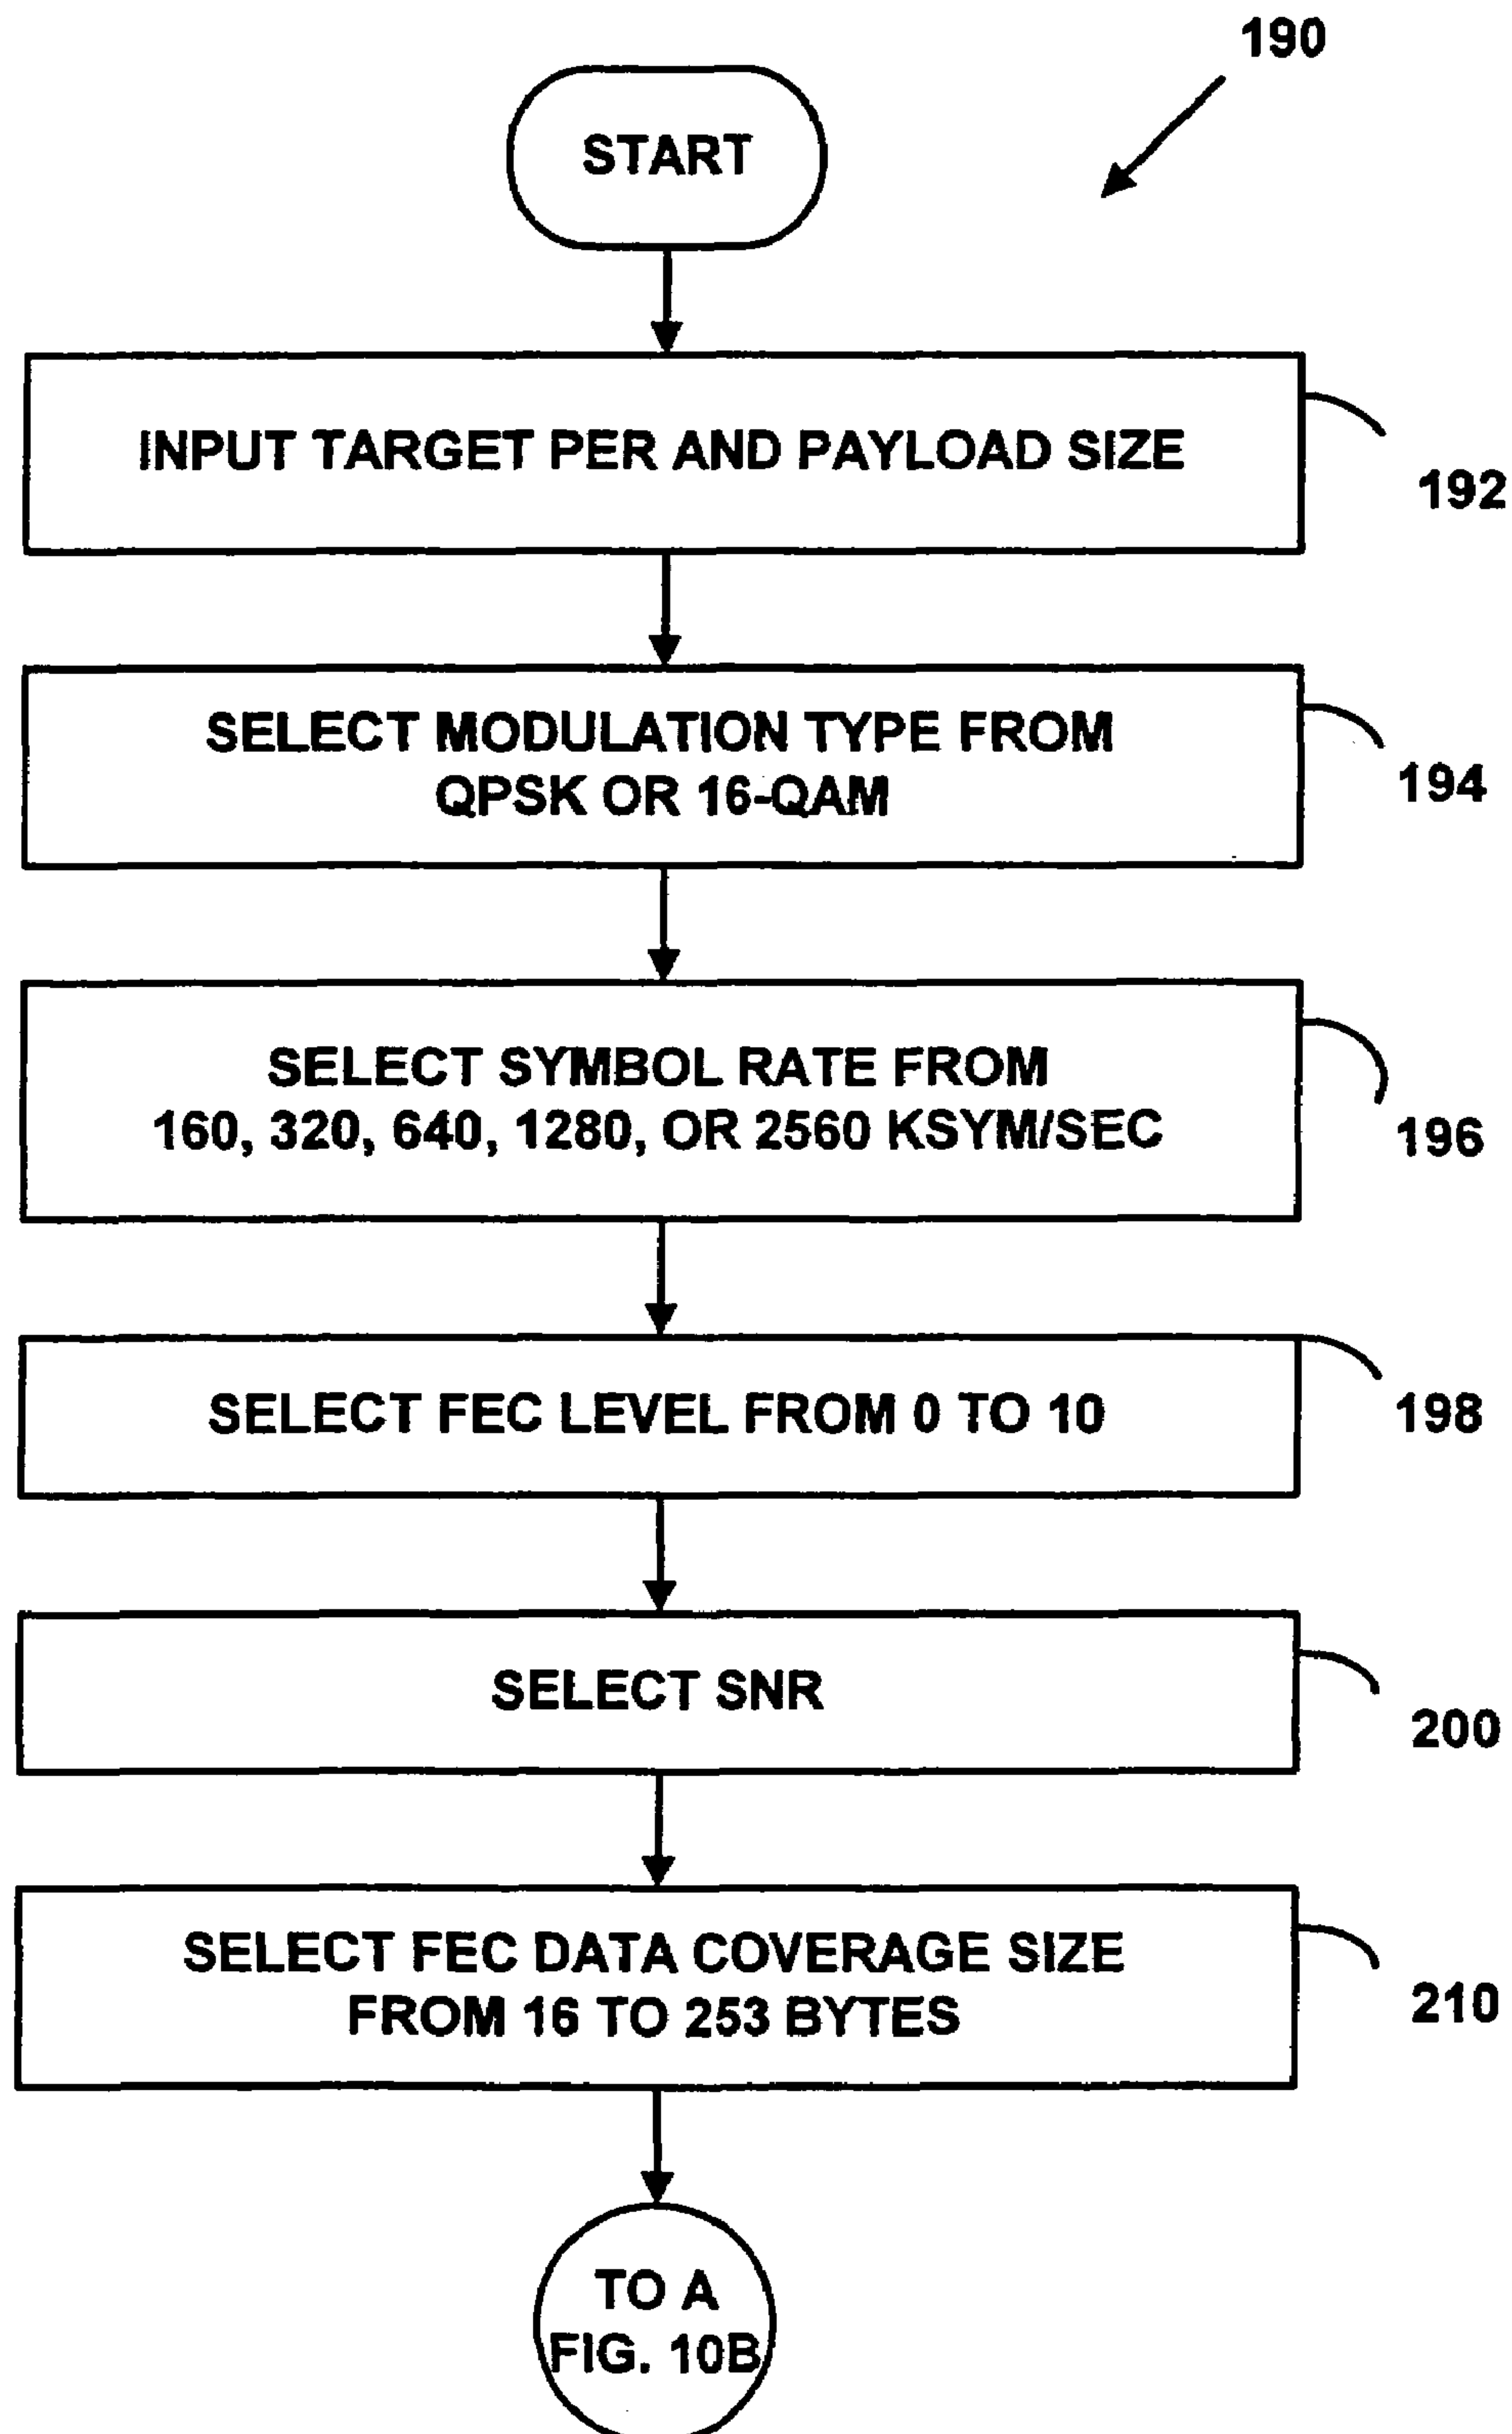 190
START
INPUT TARGET PER AND PAYLOAD SIZE
192
SELECT MODULATION TYPE FROM
QPSK OR 16-QAM
194
SELECT SYMBOL RATE FROM
160, 320, 640, 1280, OR 2560 KSYM/SEC
196
SELECT FEC LEVEL FROM 0 TO 10
198
SELECT SNR
200
SELECT FEC DATA COVERAGE SIZE
FROM 16 TO 253 BYTES
210
TO A
FIG. 10B